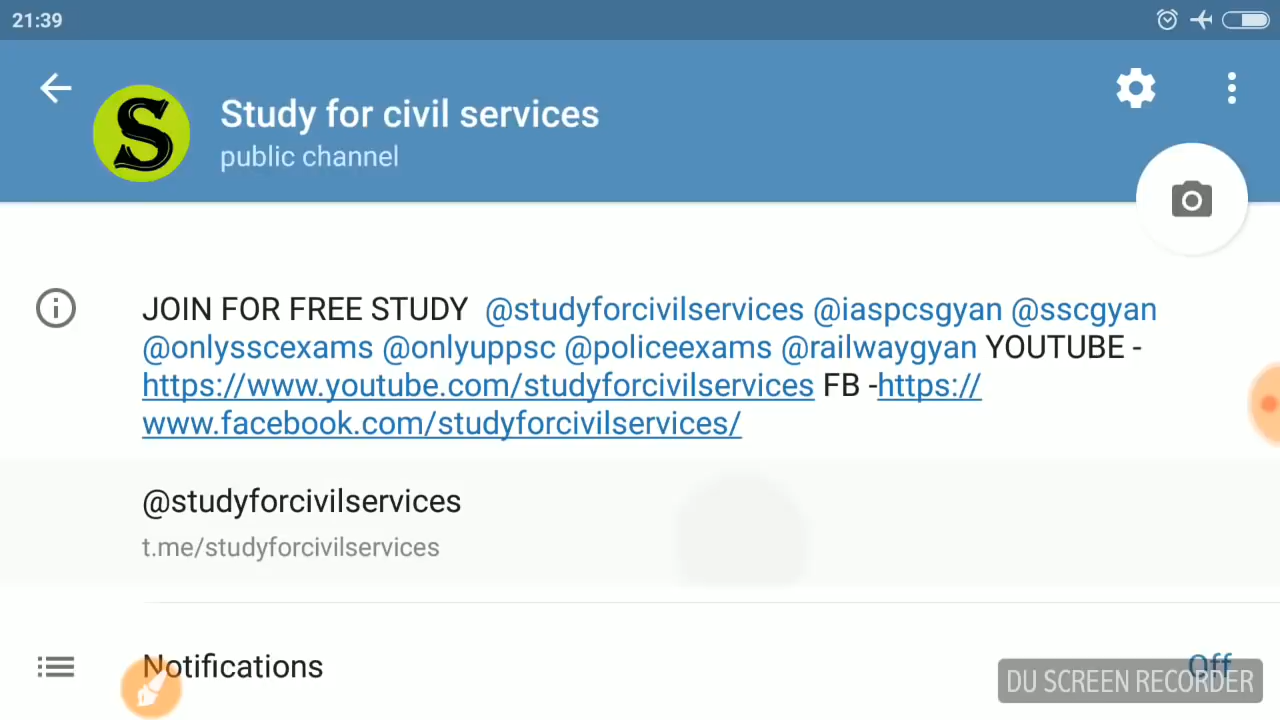 21:39
S
Study for civil services
public channel
JOIN FOR FREE STUDY @studyforcivilservices @iaspcsgyan @sscgyan
@onlysscexams @onlyuppsc @policeexams @railwaygyan YOUTUBE -
https://www.youtube.com/studyforcivilservices FB -https://
www.facebook.com/studyforcivilservices/
@studyforcivilservices
t.me/studyforcivilservices
Notifications
Off
DU SCREEN RECORDER